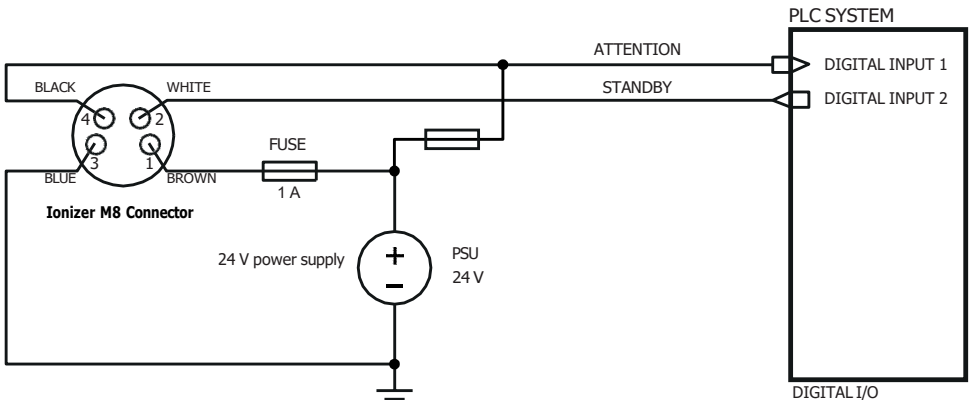 PLC SYSTEM
ATTENTION
DIGITAL INPUT 1
BLACK
WHITE
STANDBY
DIGITAL INPUT 2
4
2
3
1
FUSE
BLUE
BROWN
1 A
Ionizer M8 Connector
24 V power supply
+
−
PSU
24 V
DIGITAL I/O